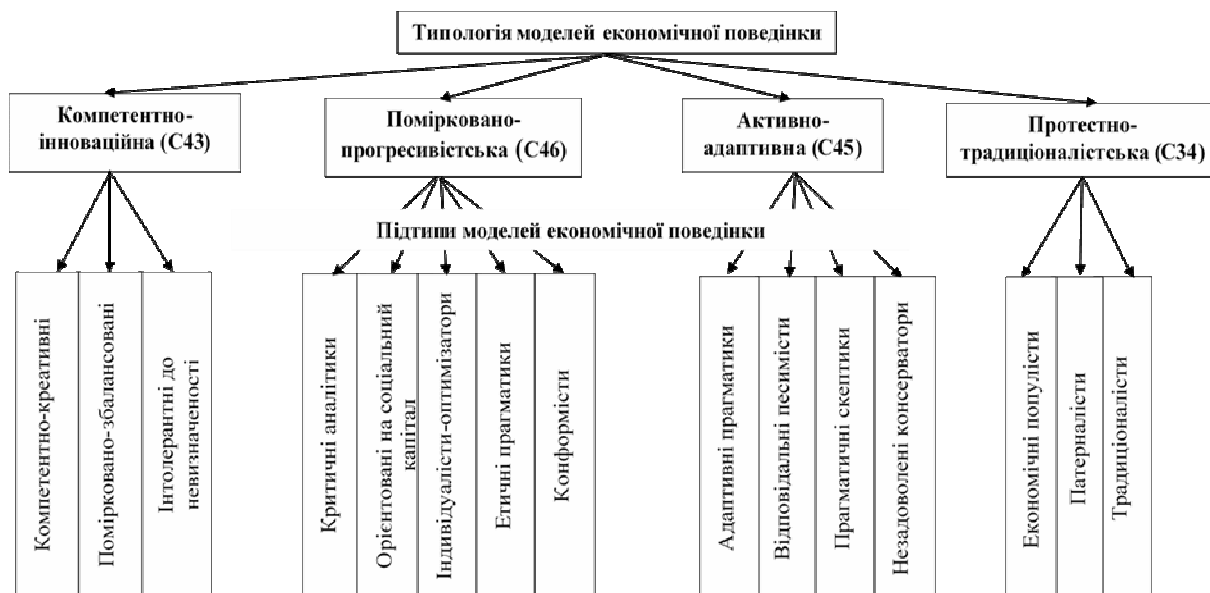 Типологія моделей економічної поведінки
Компетентно-
інноваційна (С43)
Помірковано-
прогресивістська (С46)
Активно-
адаптивна (С45)
Протестно-
традиціоналістська (С34)
Підтипи моделей економічної поведінки
Компетентно-креативні
Помірковано-збалансовані
Інтолерантні до
невизначеності
Критичні аналітики
Орієнтовані на соціальний
капітал
Індивідуалісти-оптимізатори
Етичні прагматики
Конформісти
Адаптивні прагматики
Відповідальні песимісти
Прагматичні скептики
Незадоволені консерватори
Економічні популісти
Патерналісти
Традиціоналісти